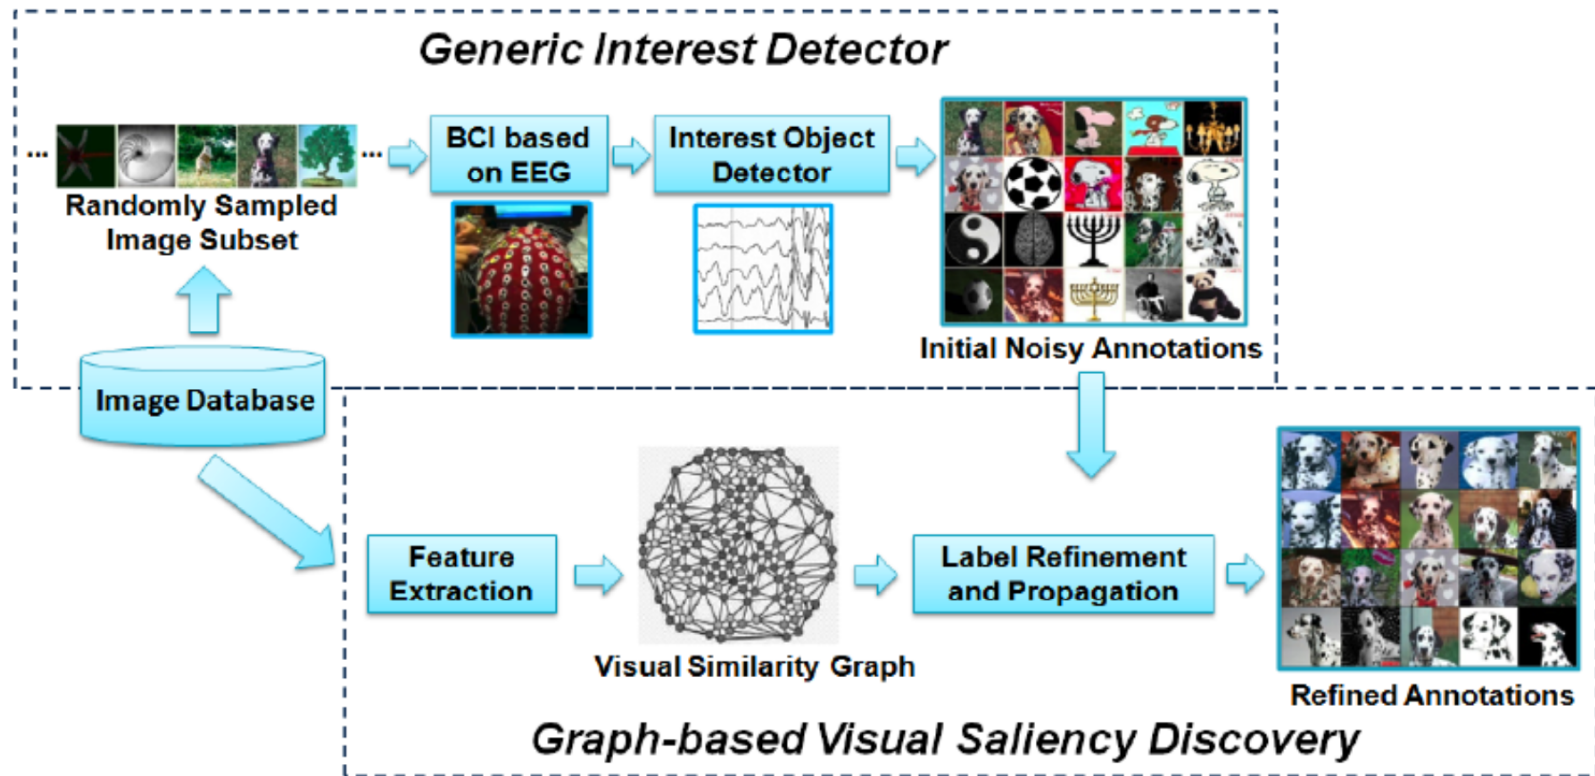 Generic Interest Detector
...
...
Randomly Sampled
Image Subset
BCI based
on EEG
Interest Object
Detector
Initial Noisy Annotations
Image Database
Feature
Extraction
Visual Similarity Graph
Label Refinement
and Propagation
Refined Annotations
Graph-based Visual Saliency Discovery